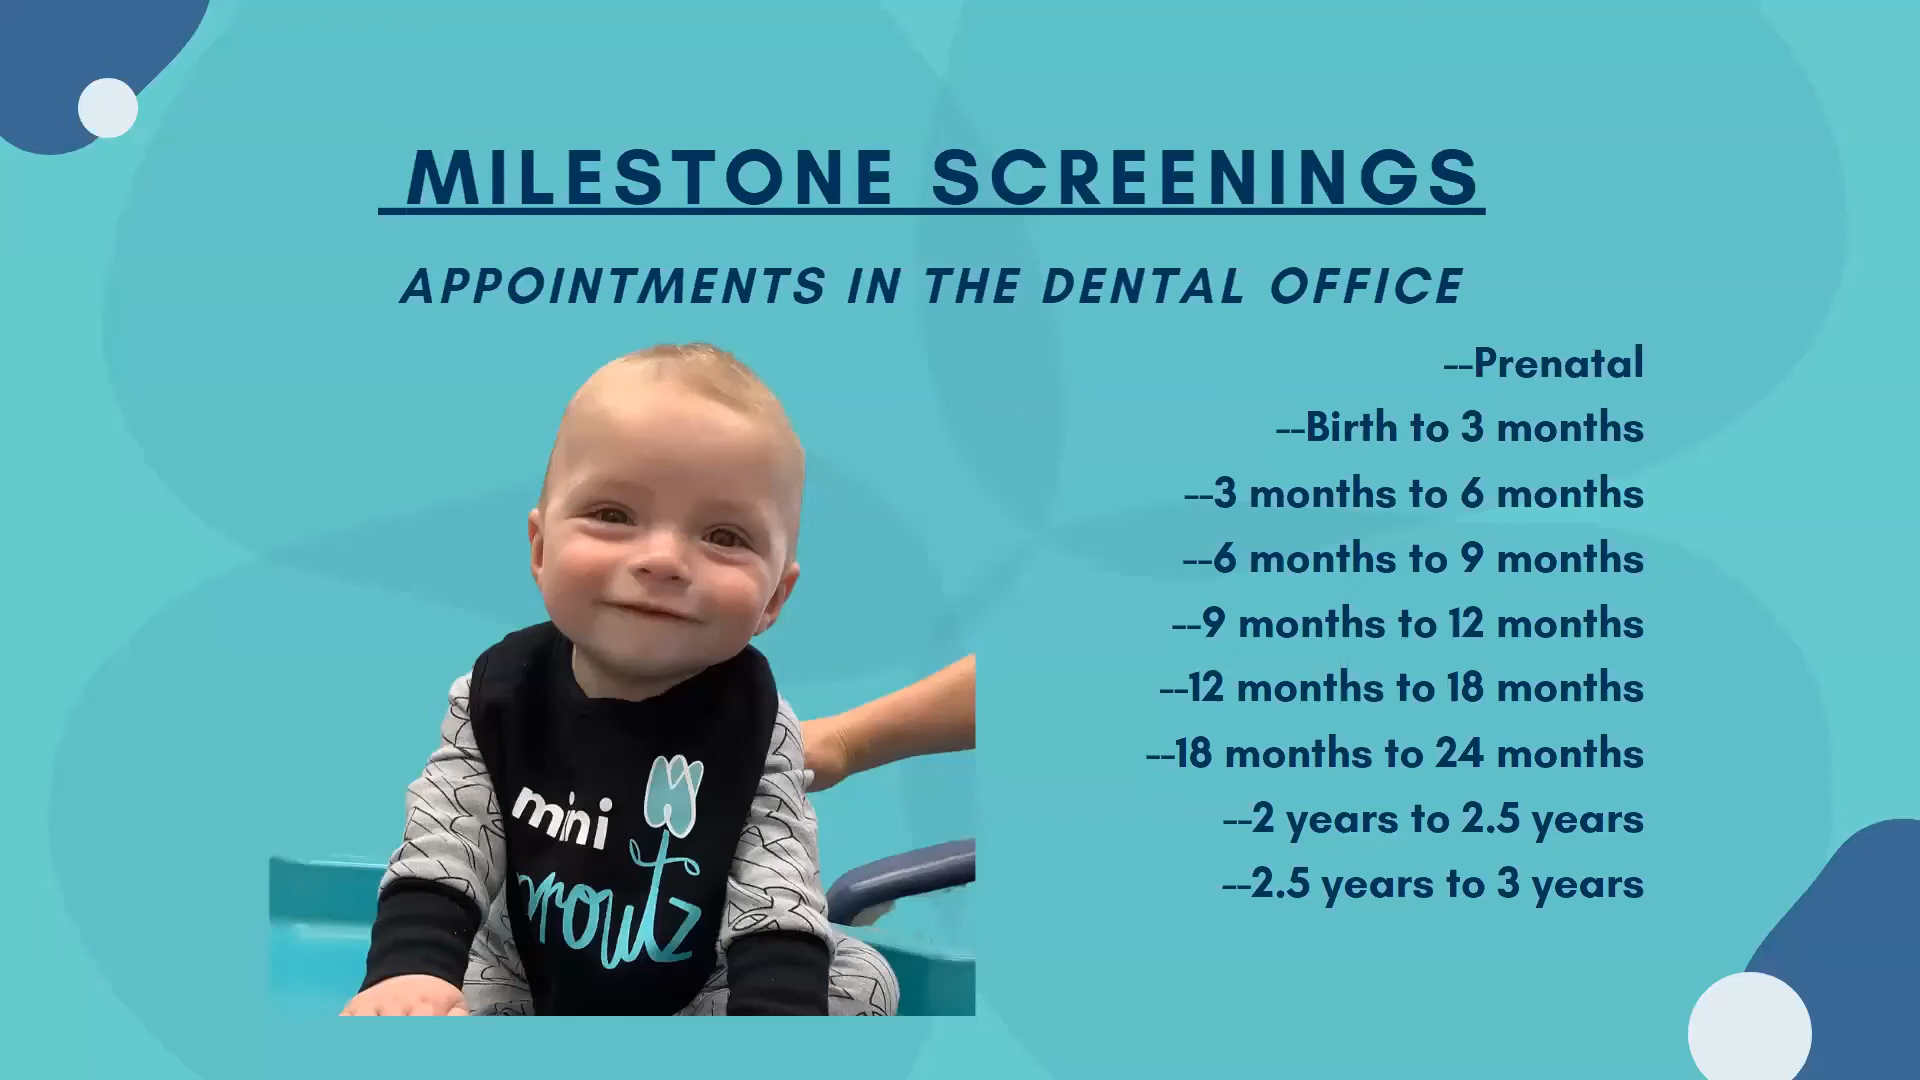 MILESTONE SCREENINGS
APPOINTMENTS IN THE DENTAL OFFICE
--Prenatal
--Birth to 3 months
--3 months to 6 months
--6 months to 9 months
--9 months to 12 months
--12 months to 18 months
--18 months to 24 months
--2 years to 2.5 years
--2.5 years to 3 years
mini